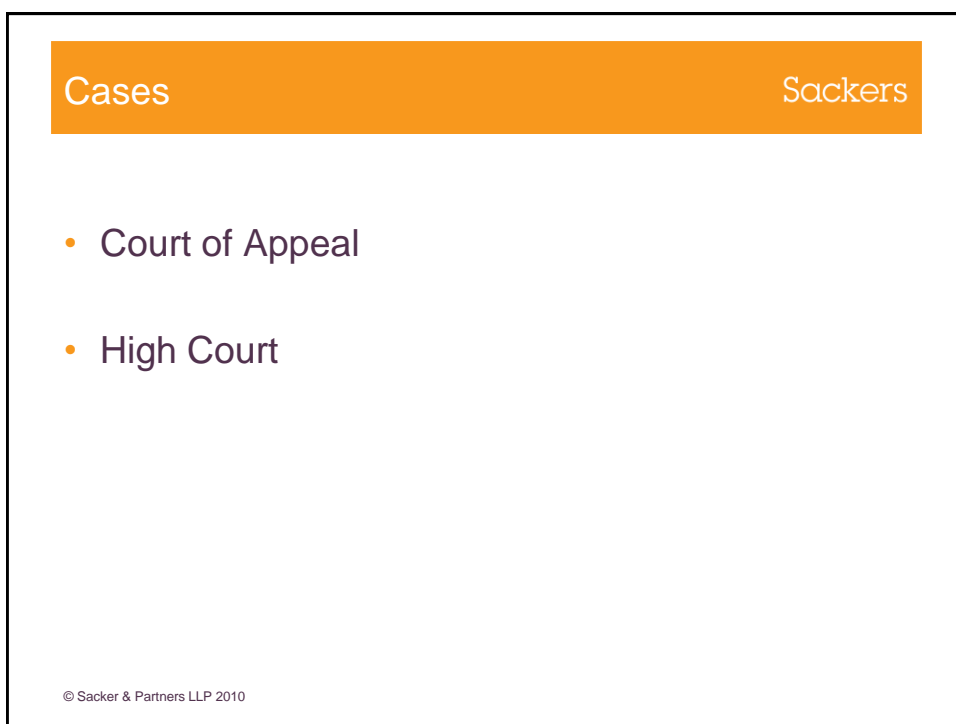 Cases
Sackers
• Court of Appeal
• High Court
© Sacker & Partners LLP 2010